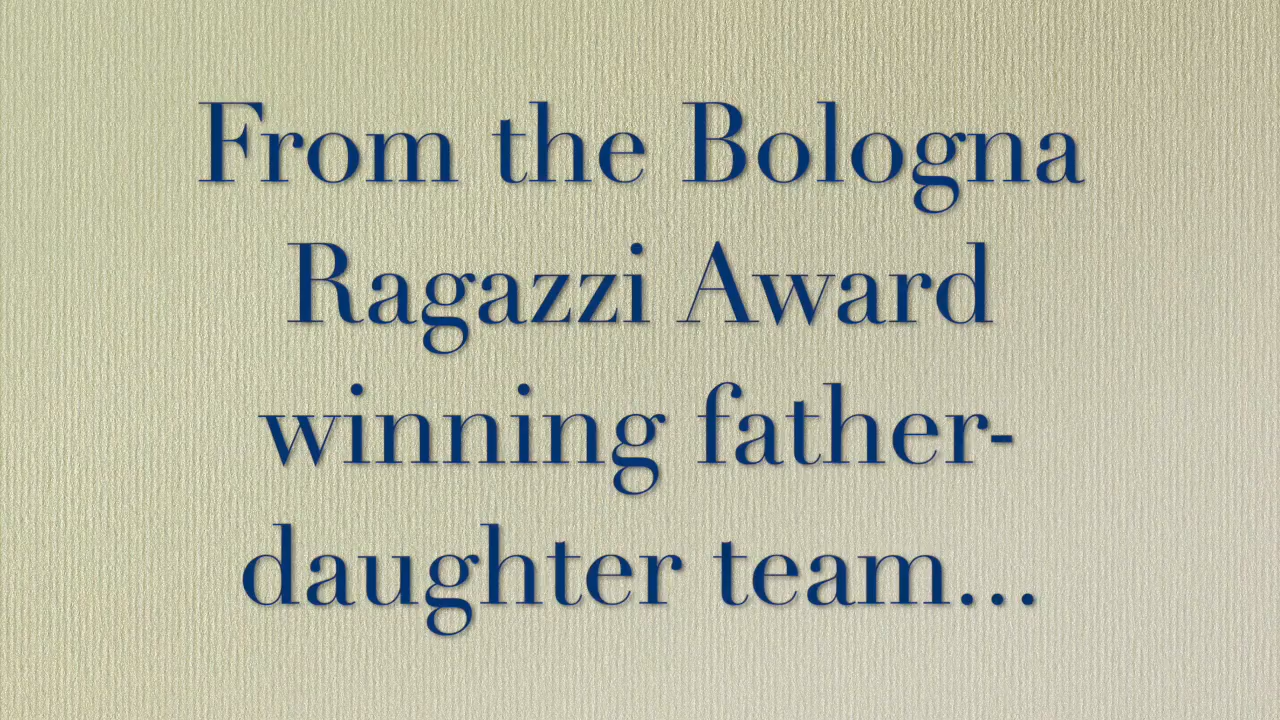 From the Bologna
Ragazzi Award
winning father-
daughter team...